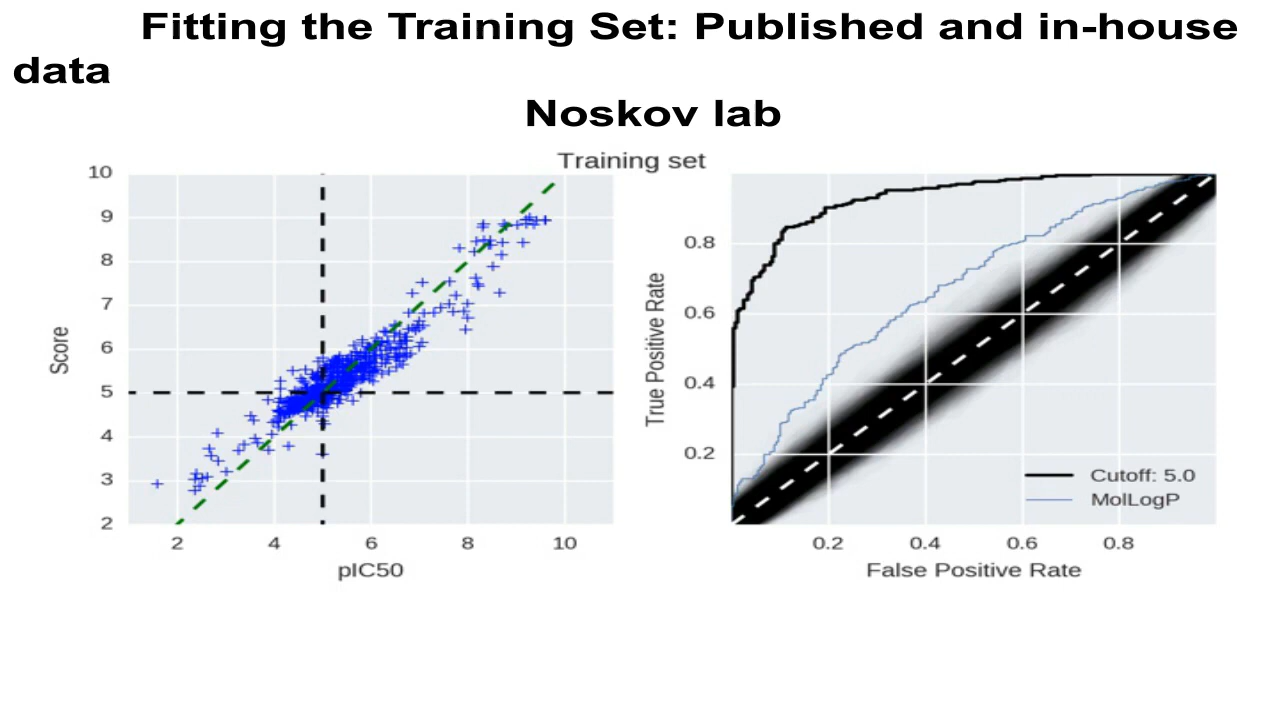 Fitting the Training Set: Published and in-house
data
Noskov lab
Training set
10
9
8
7
6
5
4
3
2
Score
2 4 6 8 10
pIC50
0.8
0.6
0.4
0.2
True Positive Rate
Cutoff: 5.0
MolLogP
0.2 0.4 0.6 0.8
False Positive Rate